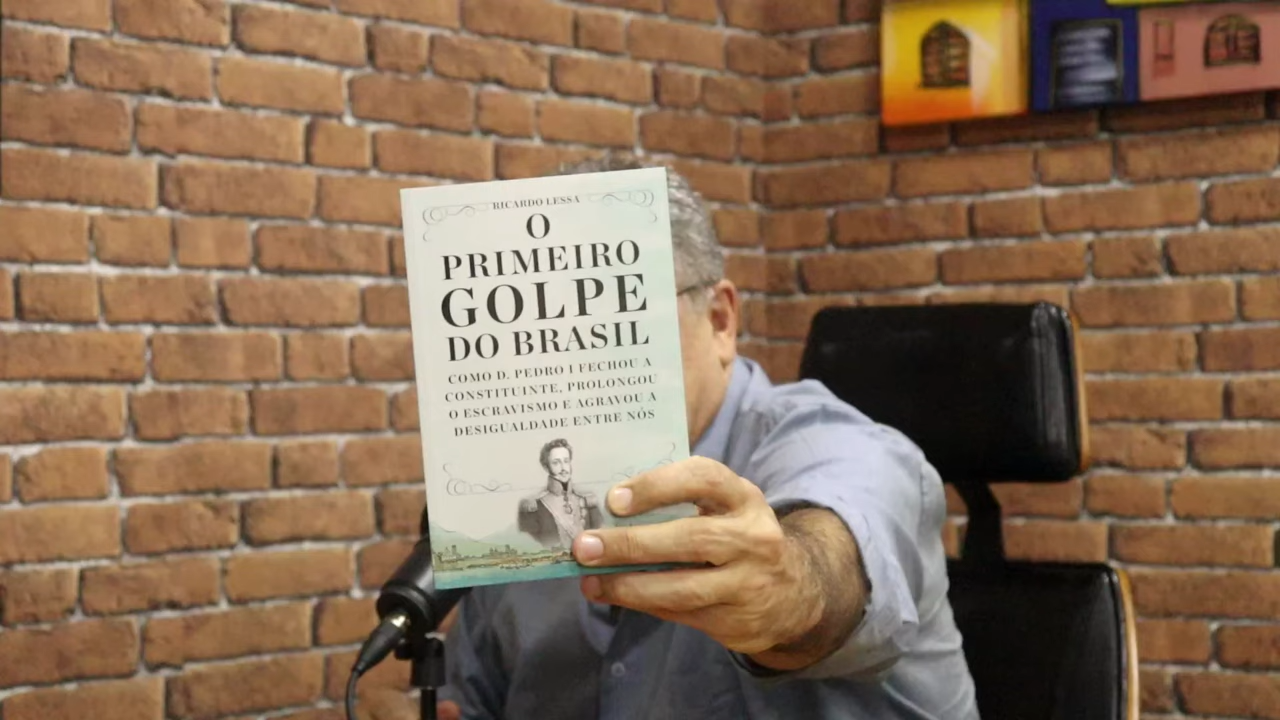 RICARDO LESSA
O
PRIMEIRO
GOLPE
DO BRASIL
COMO D. PEDRO I FECHOU A
CONSTITUINTE, PROLONGOU
O ESCRAVISMO E AGRAVOU A
DESIGUALDADE ENTRE NÓS